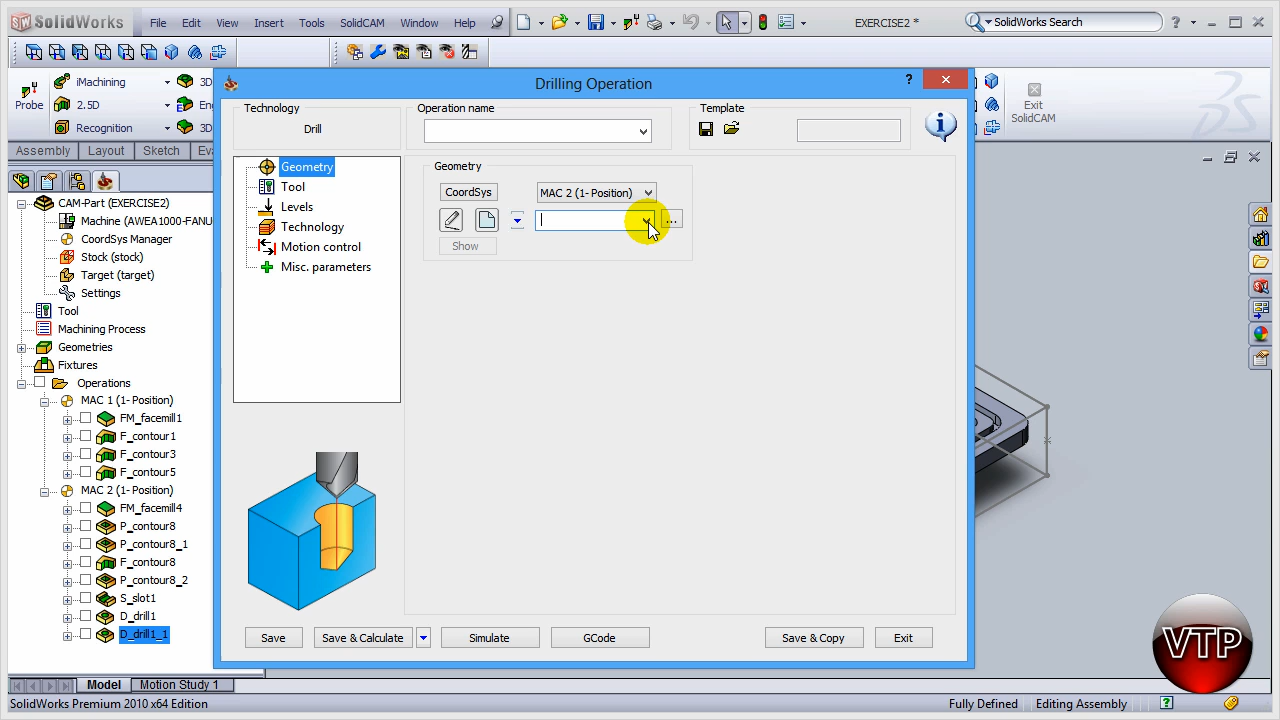 SolidWorks File Edit View Insert Tools SolidCAM Window Help EXERCISE2 * SolidWorks Search ?
Probe
iMachining
2.5D
Recognition
3D
3D
Exit
SolidCAM
Assembly Layout Sketch
CAM-Part (EXERCISE2)
Machine (AWEA1000-FANU
CoordSys Manager
Stock (stock)
Target (target)
Settings
Tool
Machining Process
Geometries
Fixtures
Operations
MAC 1 (1- Position)
FM_facemill1
F_contour1
F_contour3
F_contour5
MAC 2 (1- Position)
FM_facemill4
P_contour8
P_contour8_1
F_contour8
P_contour8_2
S_slot1
D_drill1
D_drill1_1
Drilling Operation ?
Technology
Drill
Operation name
Template
Geometry
Tool
Levels
Technology
Motion control
Misc. parameters
Geometry
CoordSys MAC 2 (1- Position)
...
Show
Save Save & Calculate Simulate GCode Save & Copy Exit
VTP
Model Motion Study 1
SolidWorks Premium 2010 x64 Edition Fully Defined Editing Assembly ?